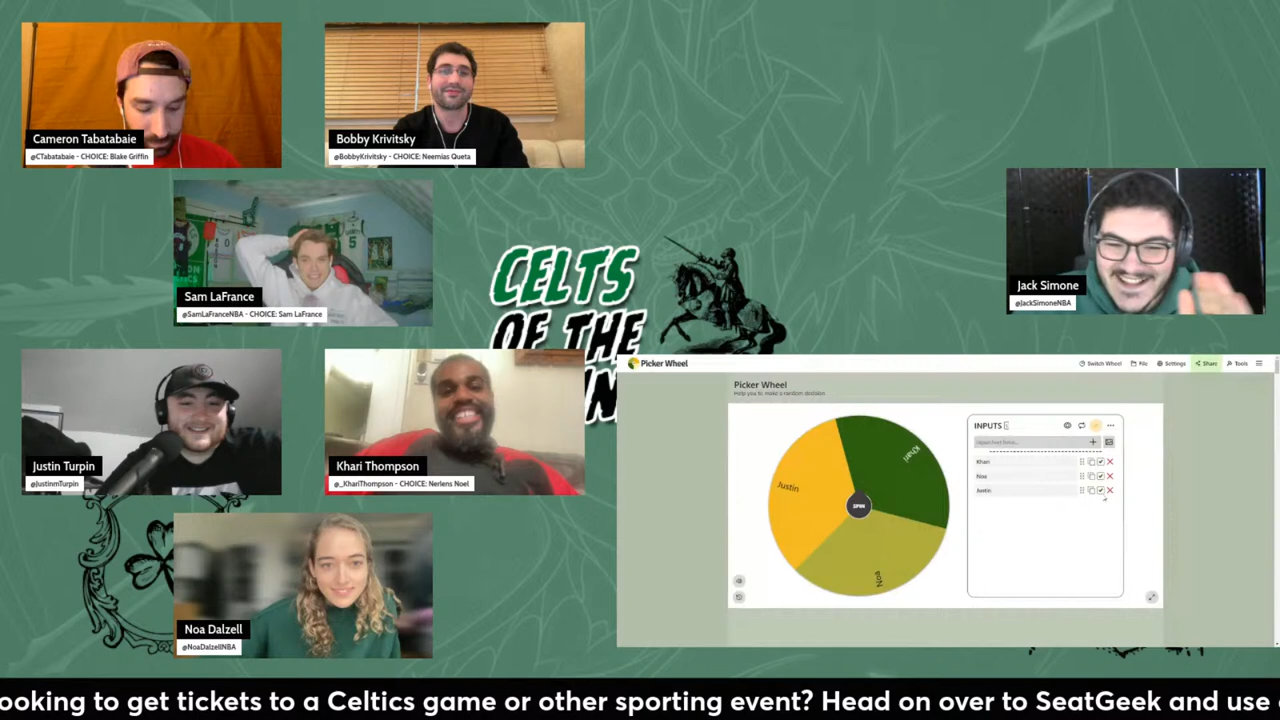 Cameron Tabatabaie
@CTabatabaie - CHOICE: Blake Griffin
Bobby Krivitsky
@BobbyKrivitsky - CHOICE: Neemias Queta
Sam LaFrance
@SamLaFranceNBA - CHOICE: Sam LaFrance
5
0
CELTS
OF THE
Jack Simone
@JackSimoneNBA
Justin Turpin
@JustinmTurpin
Khari Thompson
@_KhariThompson - CHOICE: Nerlens Noel
Noa Dalzell
@NoaDalzellNBA
Picker Wheel
Switch Wheel
File
Settings
Share
Tools
Picker Wheel
Help you to make a random decision
Khari
Justin
SPIN
Noa
INPUTS
Khari
Noa
Justin
ooking to get tickets to a Celtics game or other sporting event? Head on over to SeatGeek and use